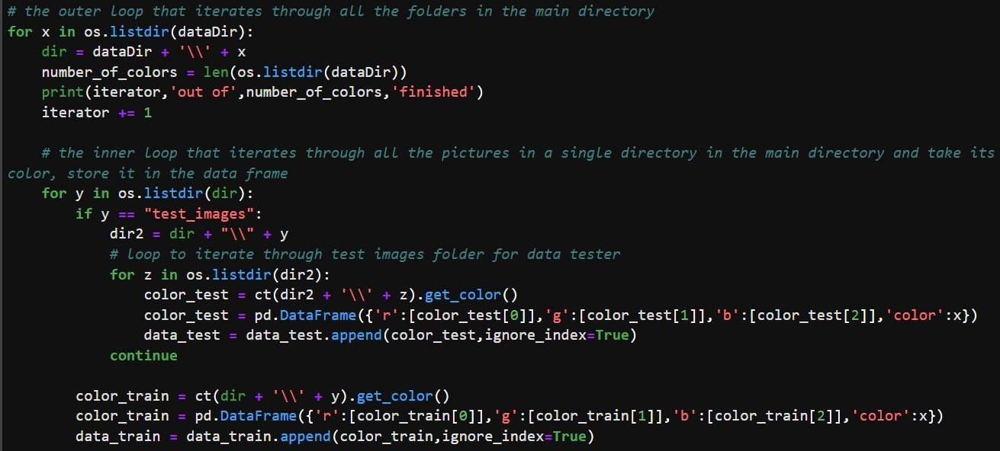 # the outer loop that iterates through all the folders in the main directory
for x in os.listdir(dataDir):
    dir = dataDir + '\\' + x
    number_of_colors = len(os.listdir(dataDir))
    print(iterator,'out of',number_of_colors,'finished')
    iterator += 1

    # the inner loop that iterates through all the pictures in a single directory in the main directory and take its
color, store it in the data frame
    for y in os.listdir(dir):
        if y == "test_images":
            dir2 = dir + "\\" + y
            # loop to iterate through test images folder for data tester
            for z in os.listdir(dir2):
                color_test = ct(dir2 + '\\' + z).get_color()
                color_test = pd.DataFrame({'r':[color_test[0]],'g':[color_test[1]],'b':[color_test[2]],'color':x})
                data_test = data_test.append(color_test,ignore_index=True)
            continue

        color_train = ct(dir + '\\' + y).get_color()
        color_train = pd.DataFrame({'r':[color_train[0]],'g':[color_train[1]],'b':[color_train[2]],'color':x})
        data_train = data_train.append(color_train,ignore_index=True)